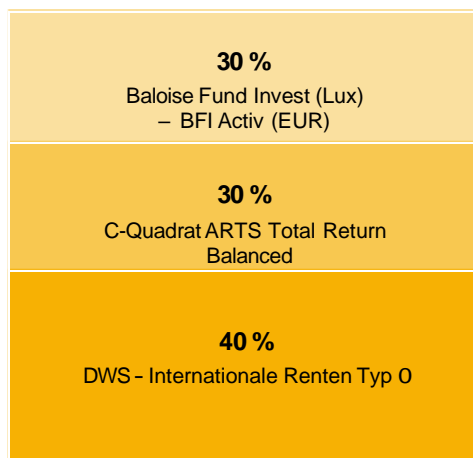 30 %
Baloise Fund Invest (Lux)
– BFI Activ (EUR)
30 %
C-Quadrat ARTS Total Return
Balanced
40 %
DWS – Internationale Renten Typ O